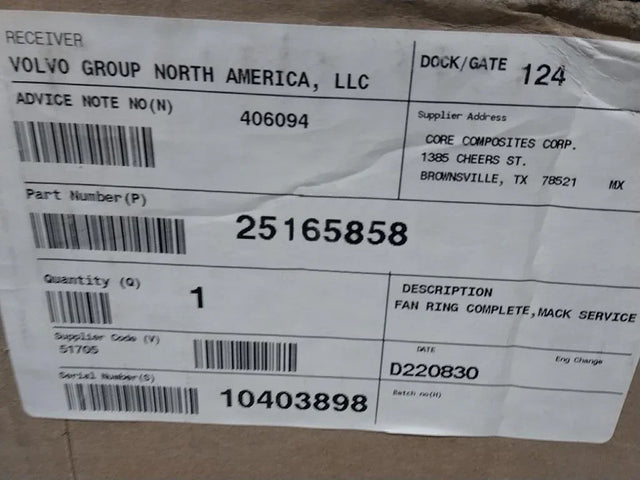 RECEIVER
VOLVO GROUP NORTH AMERICA, LLC
DOCK/GATE 124
ADVICE NOTE NO(N) 406094
Supplier Address
CORE COMPOSITES CORP.
1385 CHEERS ST.
BROWNSVILLE, TX 78521 MX
Part Number(P)
25165858
Quantity (Q) 1
DESCRIPTION
FAN RING COMPLETE,MACK SERVICE
Supplier Code (V)
51705
DATE
D220830
Eng Change
Serial Number(S)
10403898
Batch no(H)